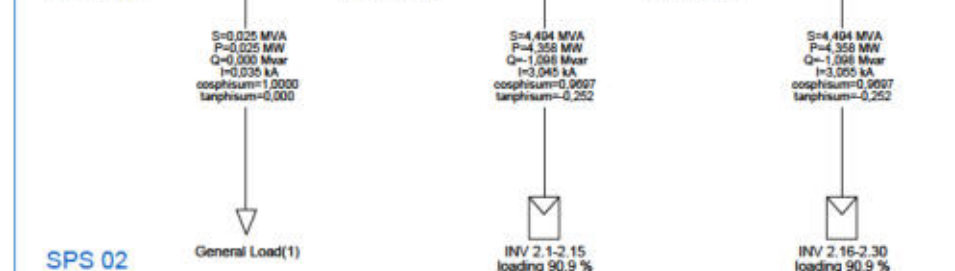 S=0,025 MVA
P=0,025 MW
Q=0,000 Mvar
I=0,035 kA
cosphisum=1,0000
tanphisum=0,000
S=4,494 MVA
P=4,358 MW
Q=-1,098 Mvar
I=3,045 kA
cosphisum=0,9697
tanphisum=-0,252
S=4,494 MVA
P=4,358 MW
Q=-1,098 Mvar
I=3,055 kA
cosphisum=0,9697
tanphisum=-0,252
General Load(1)
INV 2.1-2.15
loading 90.9 %
INV 2.16-2.30
loading 90.9 %
SPS 02